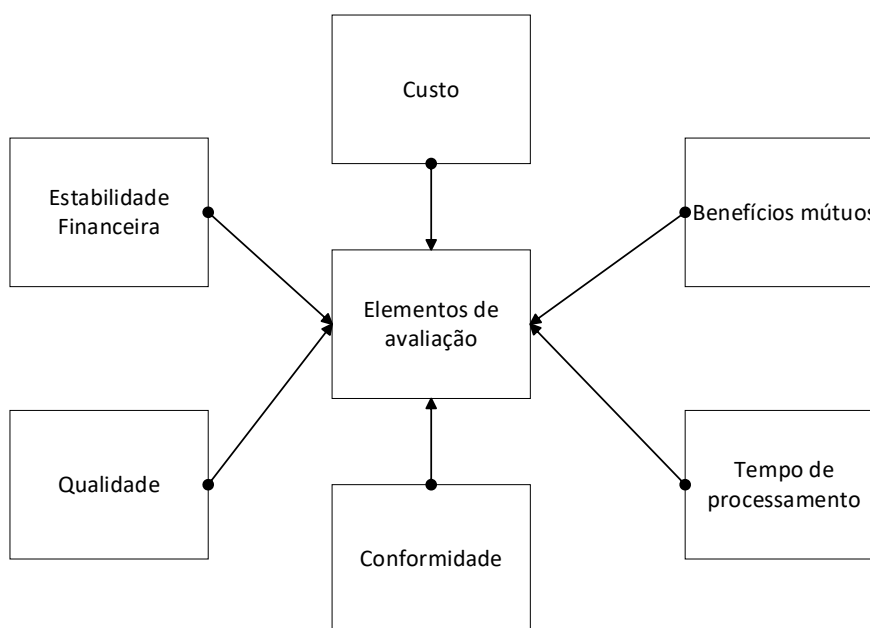 Custo
Estabilidade
Financeira
Benefícios mútuos
Elementos de
avaliação
Qualidade
Tempo de
processamento
Conformidade